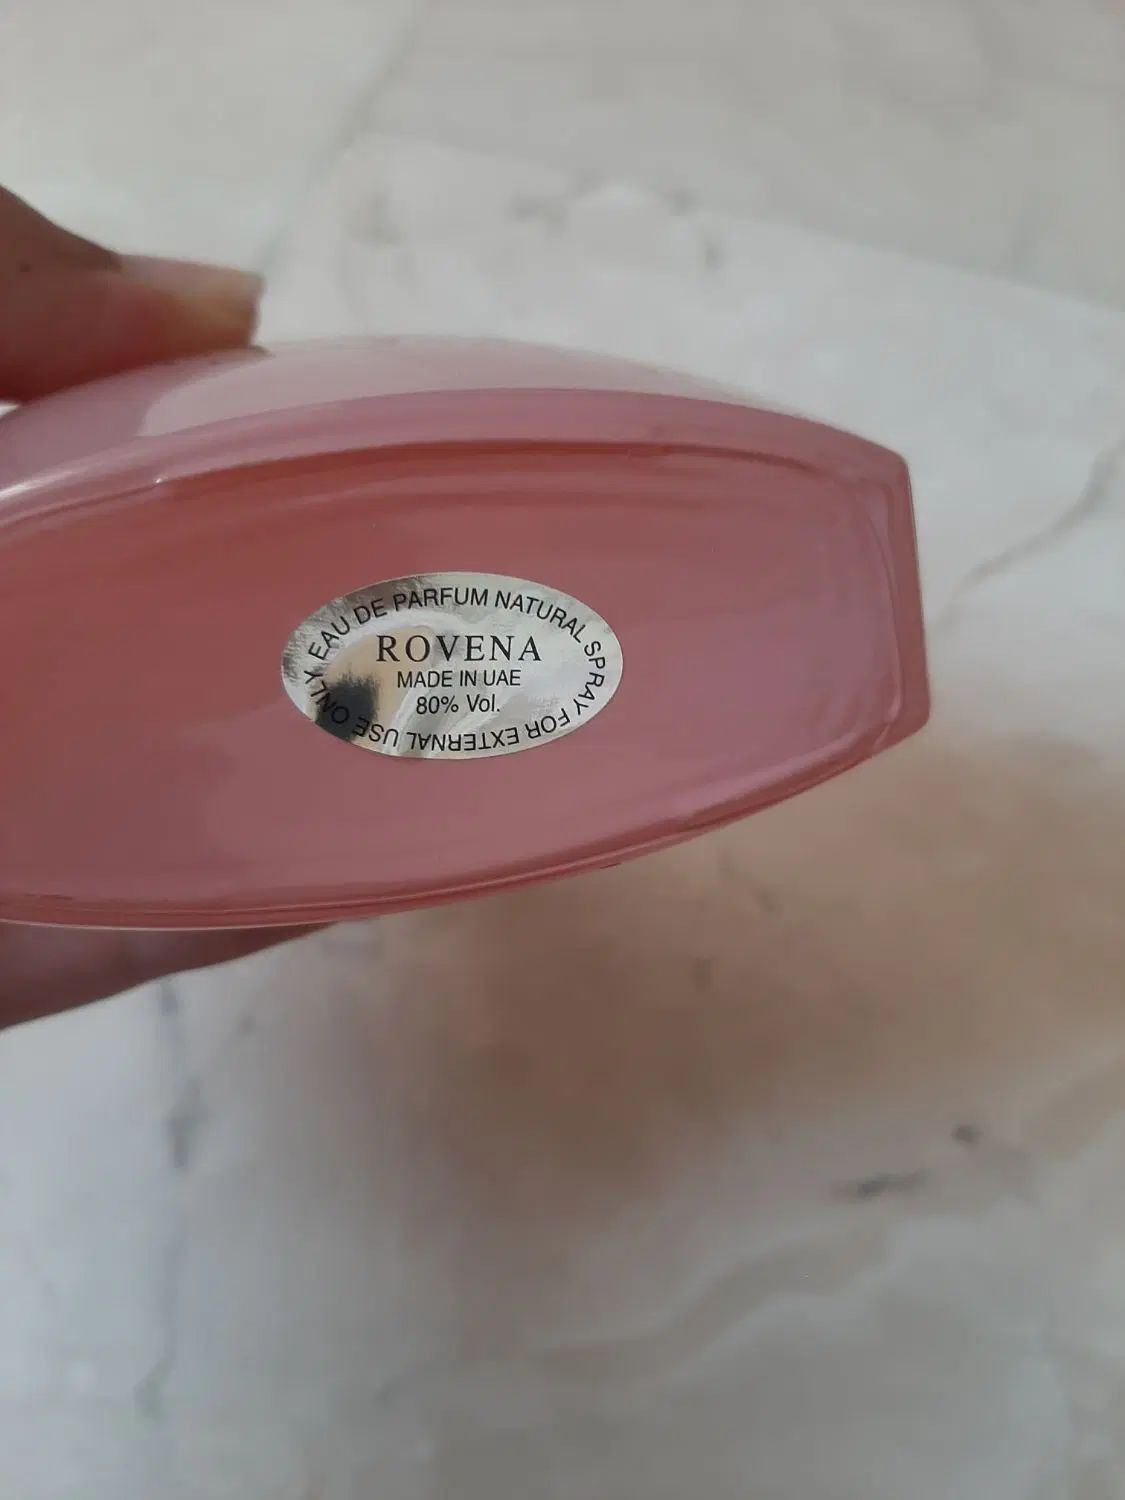 EAU DE PARFUM NATURAL SPRAY FOR EXTERNAL USE ONLY
ROVENA
MADE IN UAE
80% Vol.